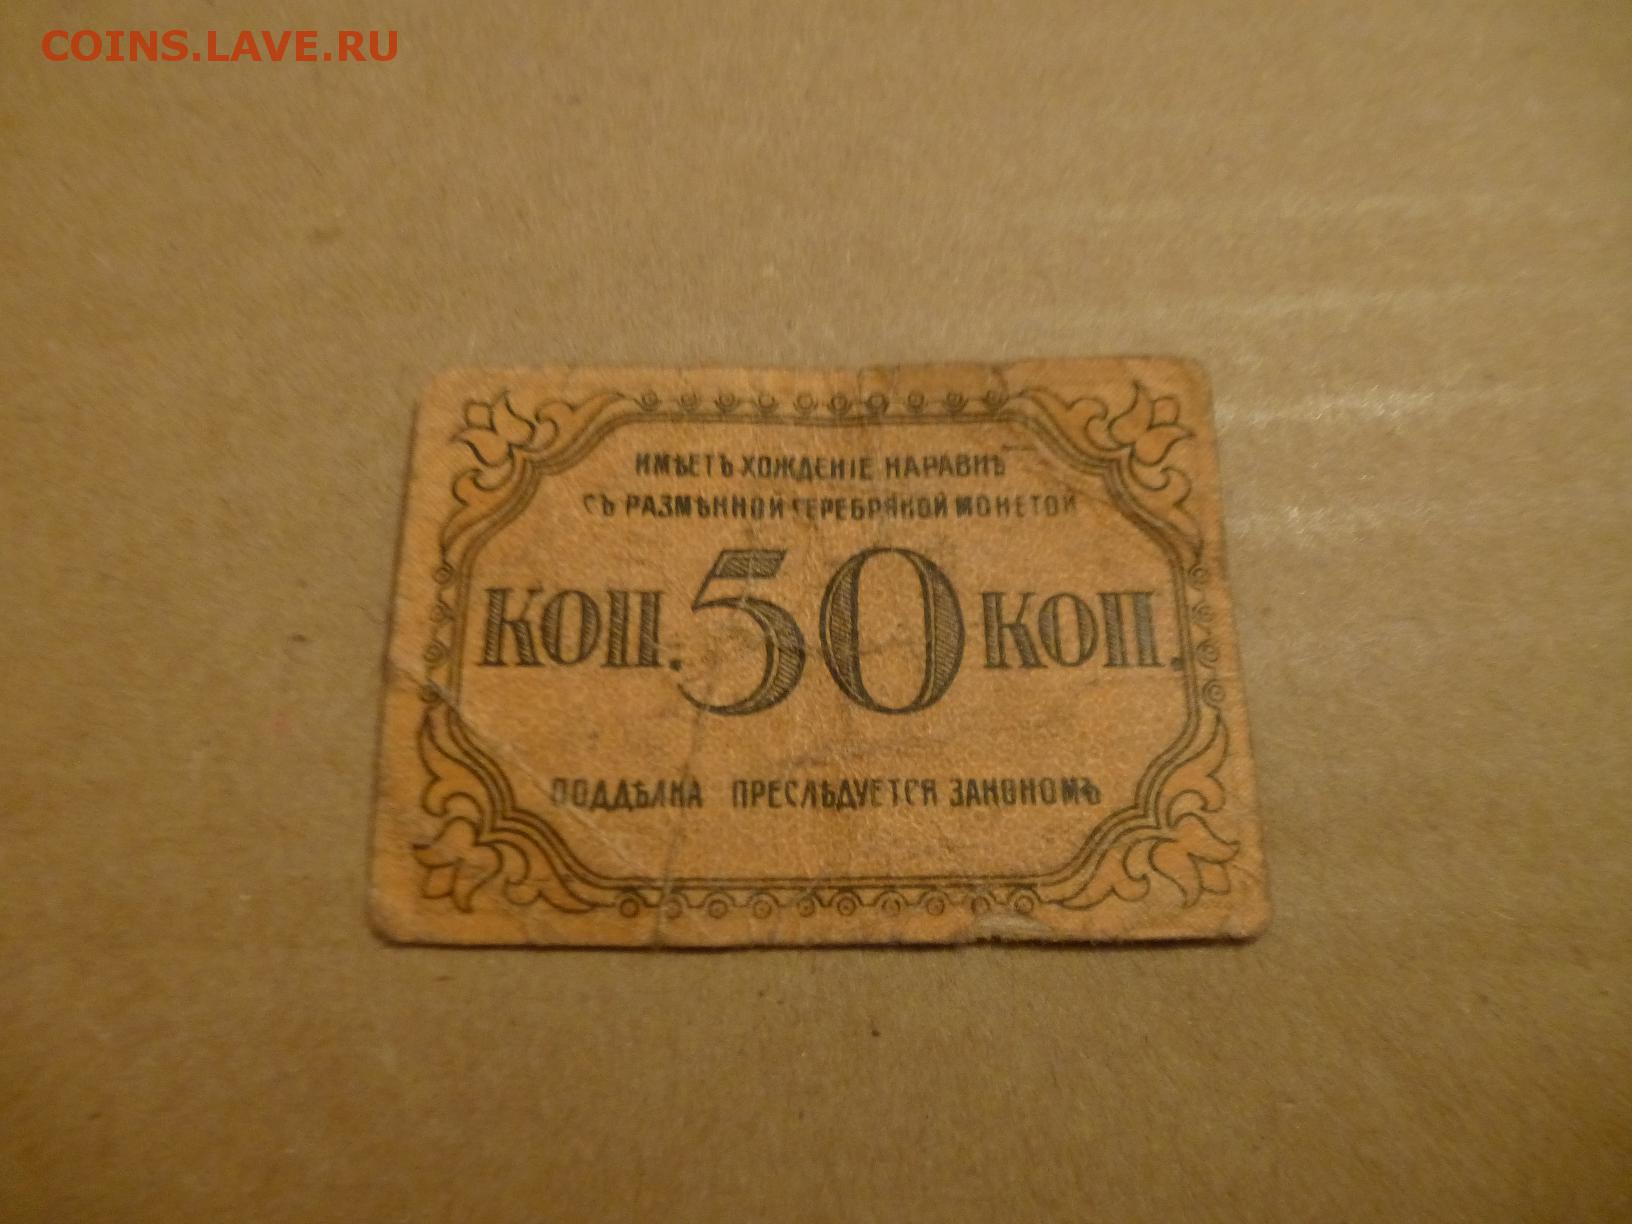 COINS.LAVE.RU
ИМѢЕТЪ ХОЖДЕНІЕ НАРАВНѢ
СЪ РАЗМѢННОЙ СЕРЕБРЯНОЙ МОНЕТОЙ
КОП. 50 КОП.
ПОДДѢЛКА ПРЕСЛѢДУЕТСЯ ЗАКОНОМЪ